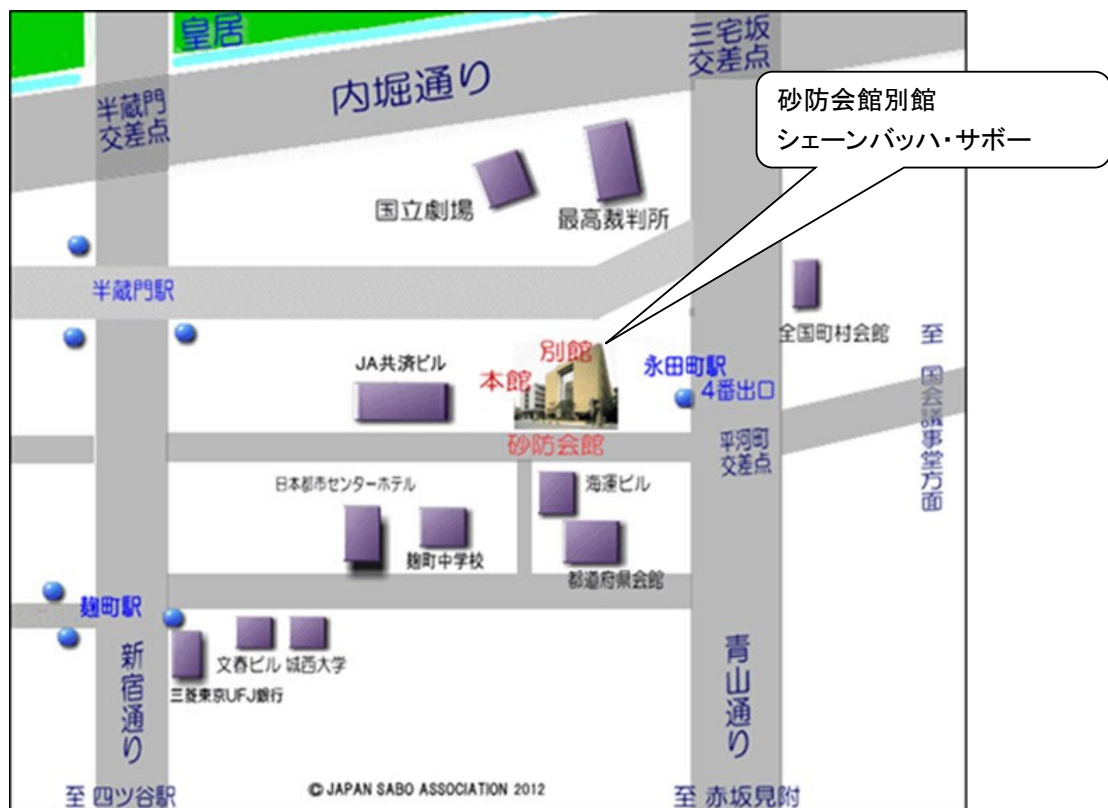 皇居
三宅坂
交差点
内堀通り
半蔵門
交差点
砂防会館別館
シェーンバッハ・サボー
国立劇場
最高裁判所
半蔵門駅
全国町村会館
至 国会議事堂方面
JA共済ビル
別館
本館
永田町駅
4番出口
砂防会館
平河町
交差点
日本都市センターホテル
海運ビル
麹町中学校
都道府県会館
麹町駅
文春ビル
城西大学
三菱東京UFJ銀行
新宿通り
青山通り
至 四ツ谷駅
© JAPAN SABO ASSOCIATION 2012
至 赤坂見附